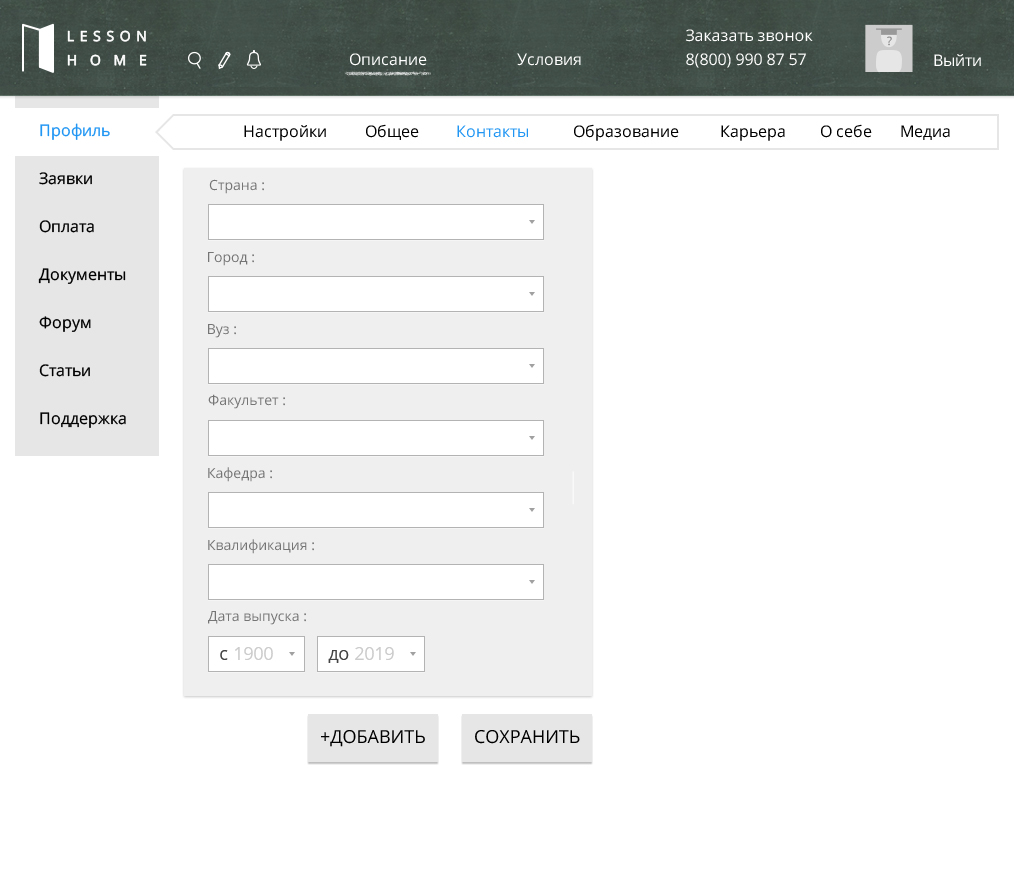 LESSON
HOME
Описание
Условия
Заказать звонок
8(800) 990 87 57
?
Выйти
Профиль
Настройки Общее Контакты Образование Карьера О себе Медиа
Заявки
Оплата
Документы
Форум
Статьи
Поддержка
Страна :
Город :
Вуз :
Факультет :
Кафедра :
Квалификация :
Дата выпуска :
с 1900 до 2019
+ДОБАВИТЬ СОХРАНИТЬ